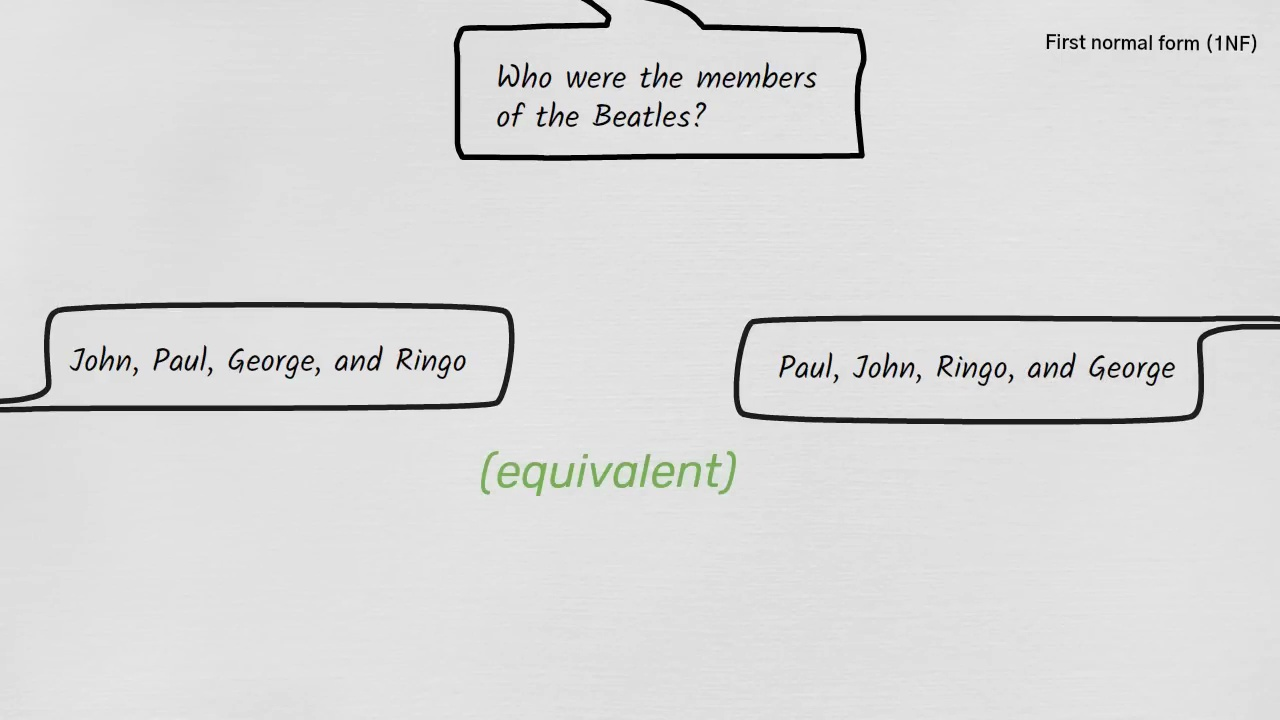 First normal form (1NF)
Who were the members
of the Beatles?
John, Paul, George, and Ringo
Paul, John, Ringo, and George
(equivalent)